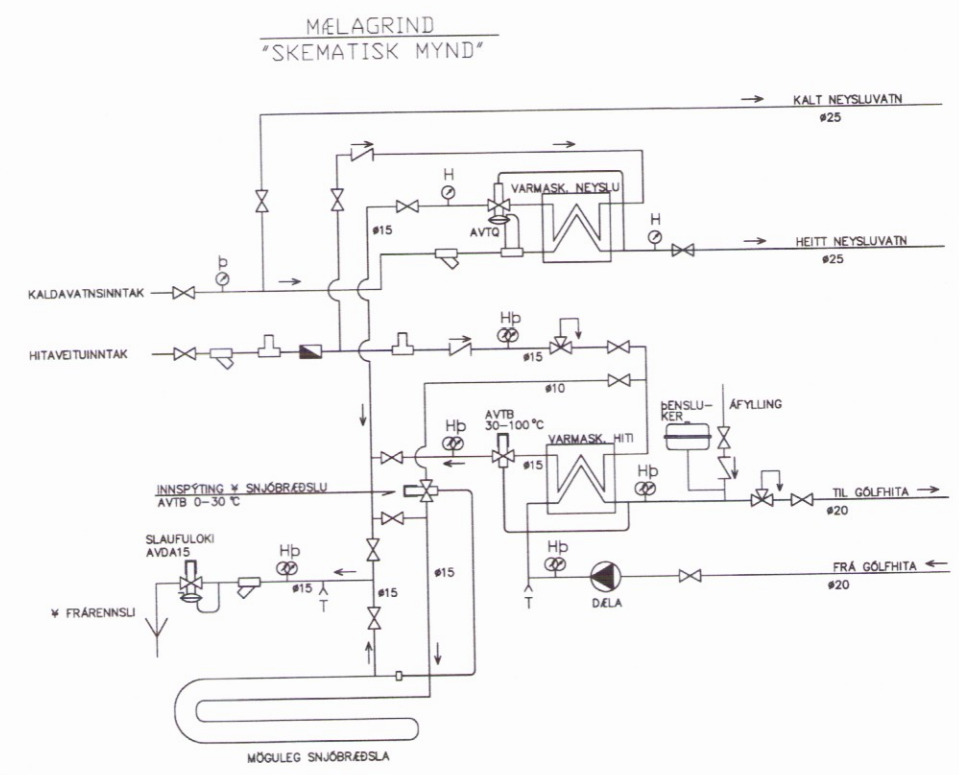 MÆLAGRIND
"SKEMATISK MYND"
KALT NEYSLUVATN
ø25
H
VARMASK. NEYSLU
AVTQ
ø15
H
HEITT NEYSLUVATN
ø25
þ
KALDAVATNSINNTAK
Hþ
HITAVEITUINNTAK
ø15
ø10
AVTB
30-100°C
ÞENSLU-
KER
ÁFYLLING
Hþ
VARMASK. HITI
ø15
Hþ
INNSPÝTING Í SNJÓBRÆÐSLU
AVTB 0-30 °C
TIL GÓLFHITA
ø20
SLAUFULOKI
AVDA15
Hþ
ø15
T
ø15
ø15
Hþ
FRÁ GÓLFHITA
ø20
T
DÆLA
FRÁRENNSLI
MÖGULEG SNJÓBRÆÐSLA